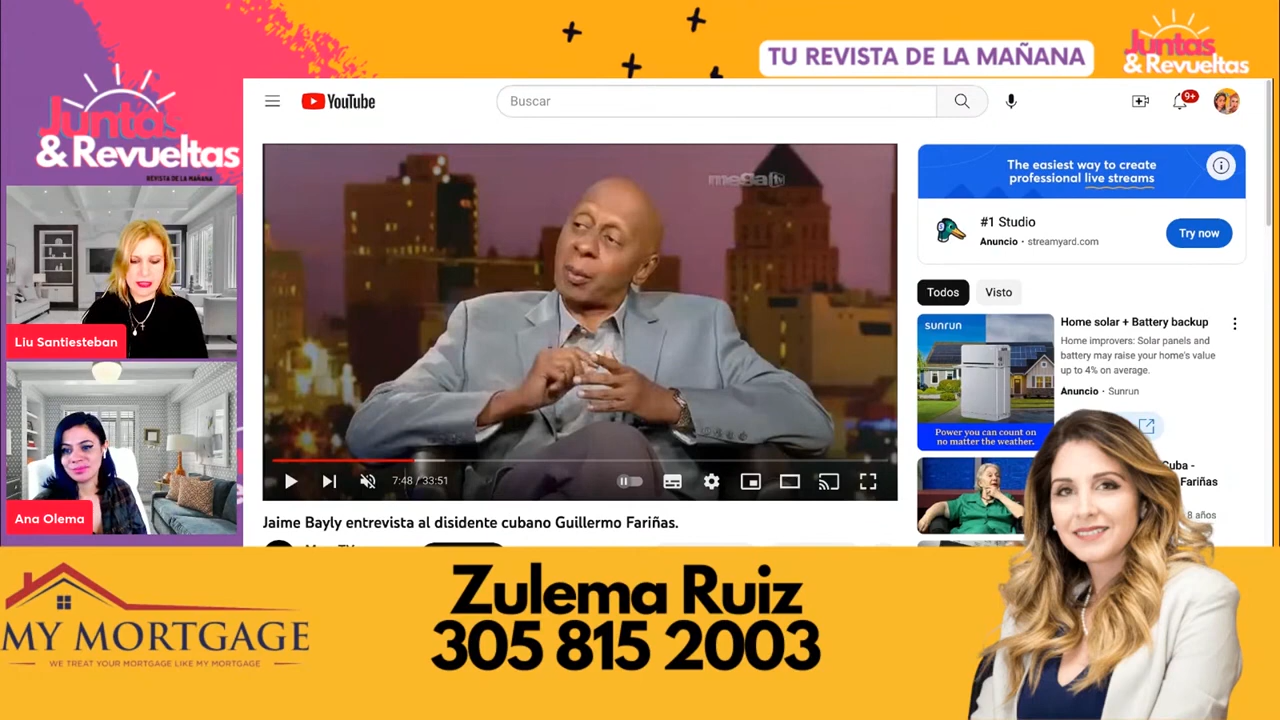 TU REVISTA DE LA MAÑANA
Juntas
& Revueltas
Juntas
& Revueltas
REVISTA DE LA MAÑANA
YouTube
Buscar
9+
mega tv
The easiest way to create
professional live streams
#1 Studio
Anuncio · streamyard.com
Try now
Todos
Visto
SUNRUN
Power you can count on
no matter the weather.
Home solar + Battery backup
Home improvers: Solar panels and
battery may raise your home's value
up to 4% on average.
Anuncio · Sunrun
Cuba -
Fariñas
8 años
Liu Santiesteban
Ana Olema
7:48 / 33:51
Jaime Bayly entrevista al disidente cubano Guillermo Fariñas.
MY MORTGAGE
WE TREAT YOUR MORTGAGE LIKE MY MORTGAGE
Zulema Ruiz
305 815 2003